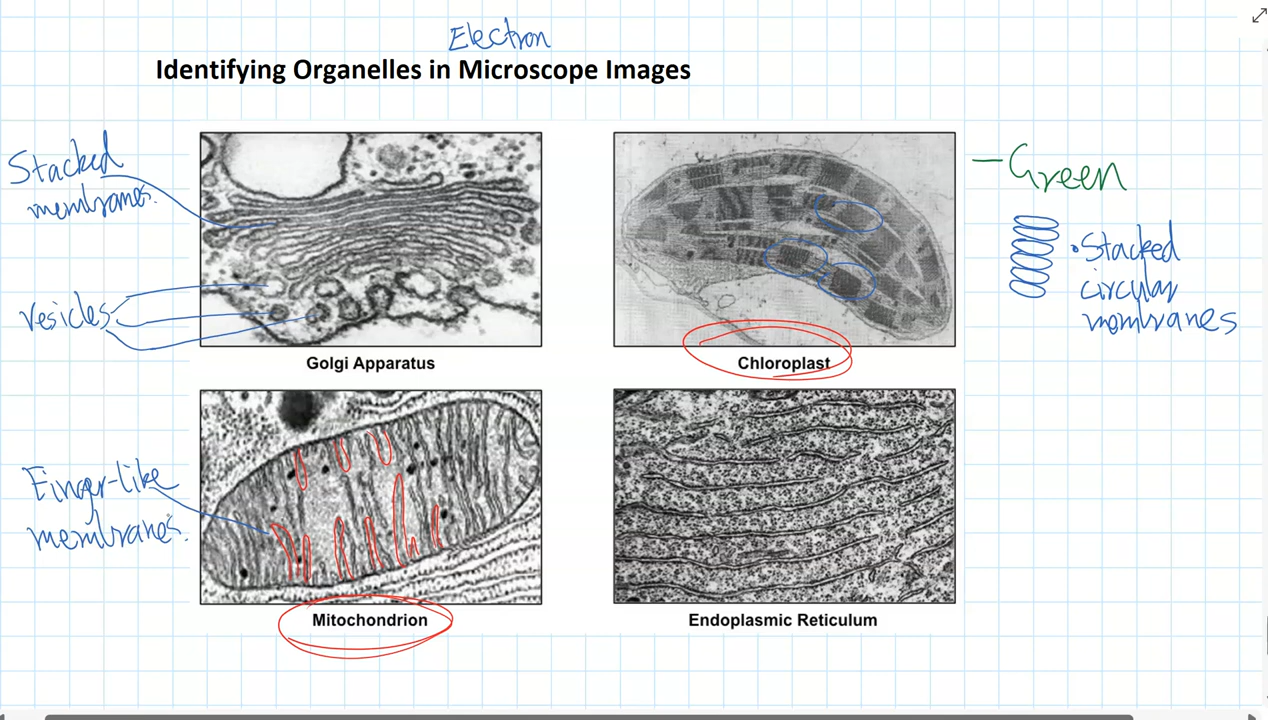 Electron
Identifying Organelles in Microscope Images
Stacked
membranes.
vesicles
Golgi Apparatus
Chloroplast
- Green
• Stacked
circular
membranes
Finger-like
membranes.
Mitochondrion
Endoplasmic Reticulum